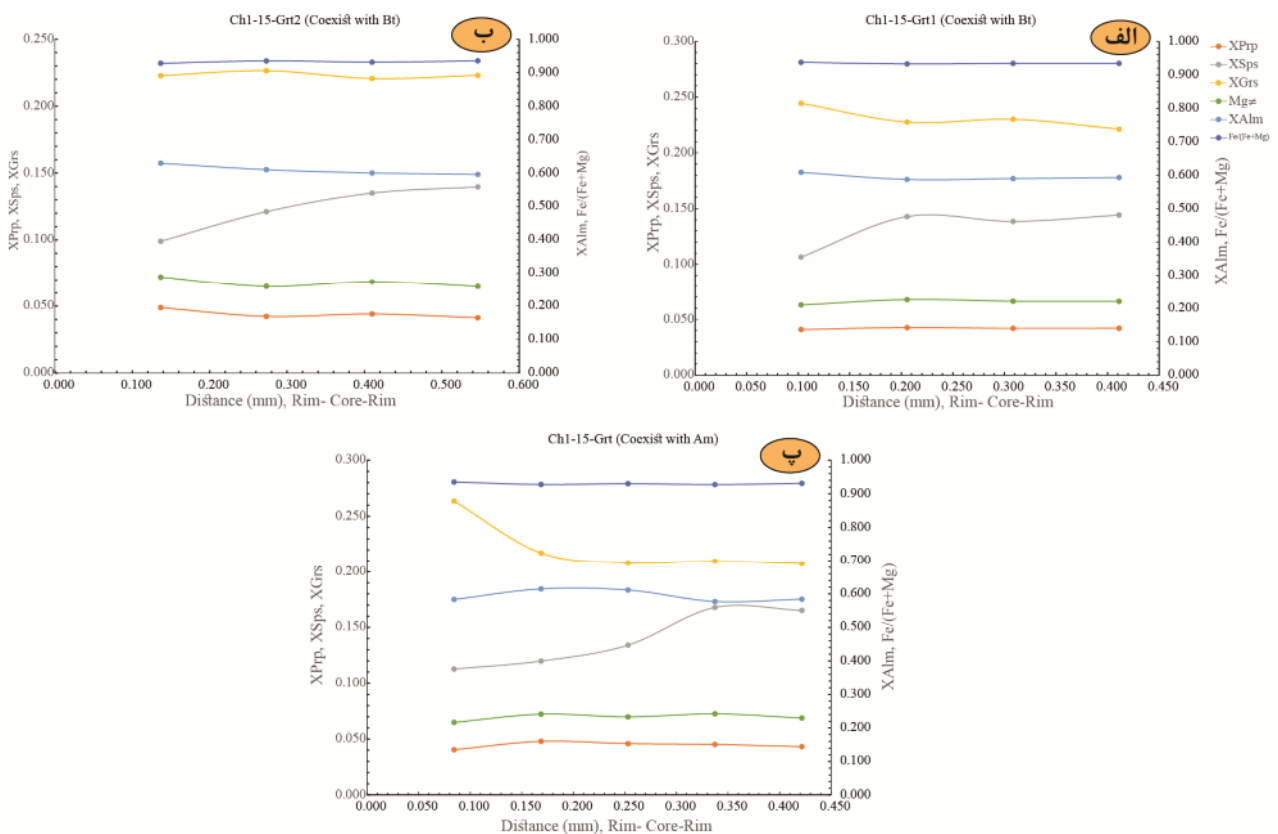 Ch1-15-Grt2 (Coexist with Bt)
ب
0.250
0.200
0.150
0.100
0.050
0.000
XPrp, XSps, XGrs
1.000
0.900
0.800
0.700
0.600
0.500
0.400
0.300
0.200
0.100
0.000
XAlm, Fe/(Fe+Mg)
0.000 0.100 0.200 0.300 0.400 0.500 0.600
Distance (mm), Rim- Core-Rim
Ch1-15-Grt1 (Coexist with Bt)
الف
0.300
0.250
0.200
0.150
0.100
0.050
0.000
XPrp, XSps, XGrs
1.000
0.900
0.800
0.700
0.600
0.500
0.400
0.300
0.200
0.100
0.000
XAlm, Fe/(Fe+Mg)
0.000 0.050 0.100 0.150 0.200 0.250 0.300 0.350 0.400 0.450
Distance (mm), Rim- Core-Rim
XPrp
XSps
XGrs
Mg≠
XAlm
Fe/(Fe+Mg)
Ch1-15-Grt (Coexist with Am)
پ
0.300
0.250
0.200
0.150
0.100
0.050
0.000
XPrp, XSps, XGrs
1.000
0.900
0.800
0.700
0.600
0.500
0.400
0.300
0.200
0.100
0.000
XAlm, Fe/(Fe+Mg)
0.000 0.050 0.100 0.150 0.200 0.250 0.300 0.350 0.400 0.450
Distance (mm), Rim- Core-Rim